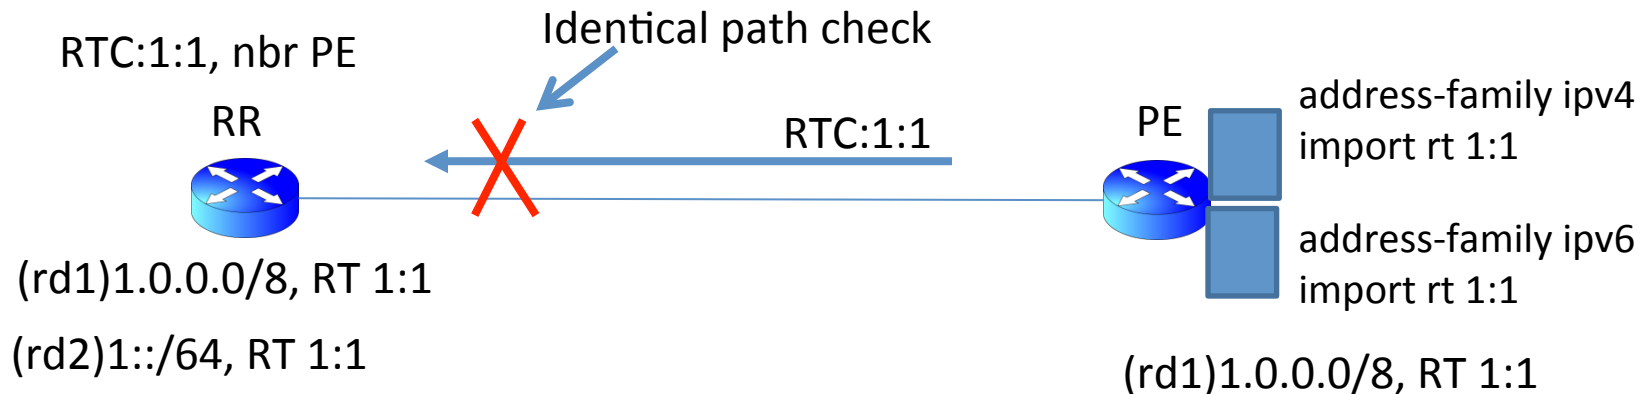 Identical path check
RTC:1:1, nbr PE
RR
RTC:1:1
PE
address-family ipv4
import rt 1:1
address-family ipv6
import rt 1:1
(rd1)1.0.0.0/8, RT 1:1
(rd2)1::/64, RT 1:1
(rd1)1.0.0.0/8, RT 1:1